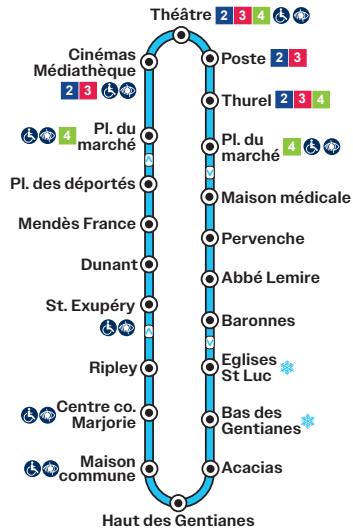 Théâtre 2 3 4
Cinémas
Médiathèque
2 3
Poste 2 3
Thurel 2 3 4
4 Pl. du
marché
Pl. du
marché 4
Pl. des déportés
Maison médicale
Mendès France
Pervenche
Dunant
Abbé Lemire
St. Exupéry
Baronnes
Ripley
Eglises
St Luc
Centre co.
Marjorie
Bas des
Gentianes
Maison
commune
Acacias
Haut des Gentianes